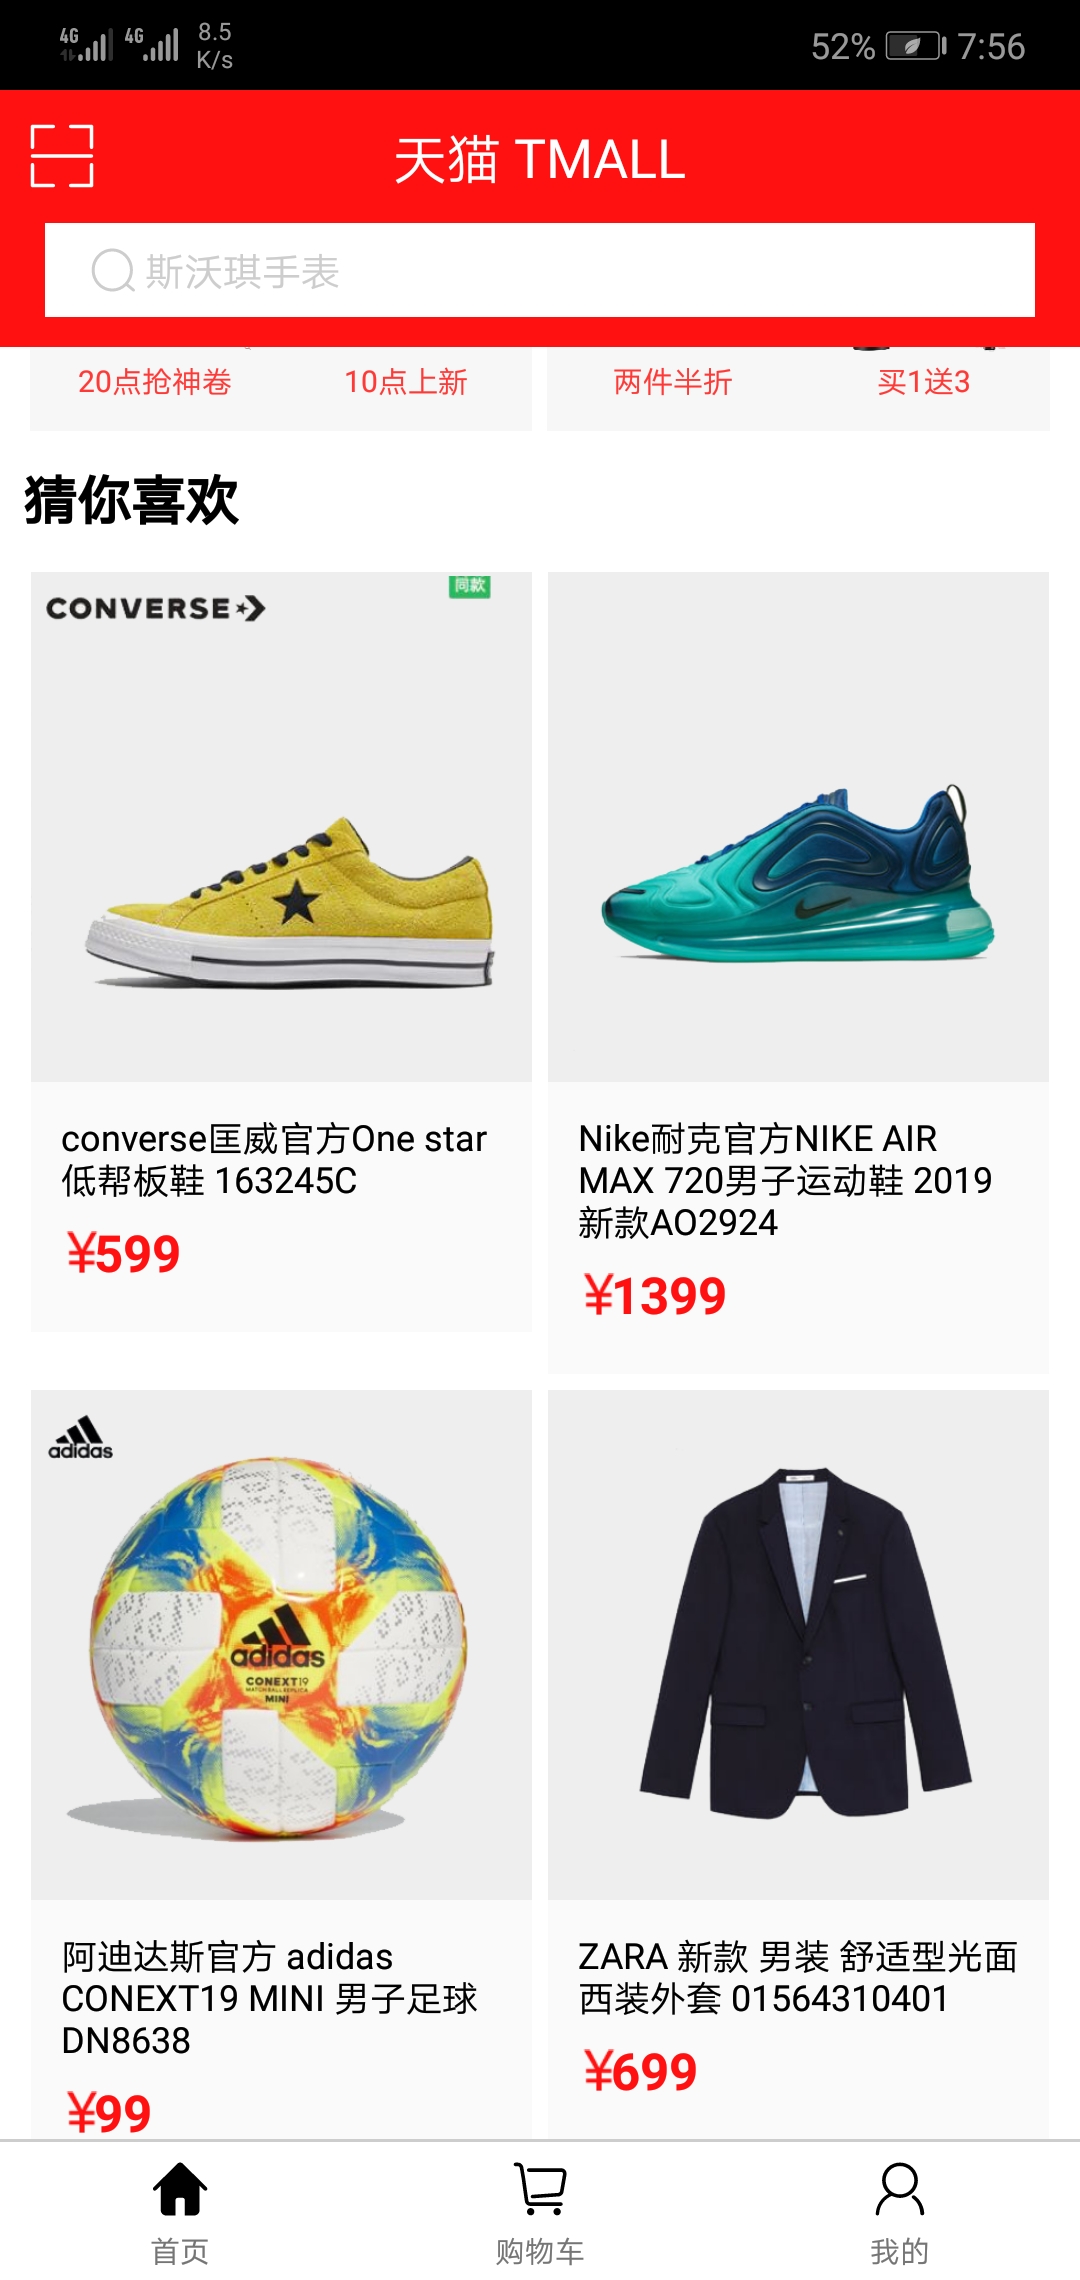 4G 4G 8.5 K/s 52% 7:56
天猫 TMALL
斯沃琪手表
20点抢神卷 10点上新 两件半折 买1送3
猜你喜欢
CONVERSE
同款
converse匡威官方One star
低帮板鞋 163245C
¥599
Nike耐克官方NIKE AIR
MAX 720男子运动鞋 2019
新款AO2924
¥1399
adidas
adidas
CONEXT19
MATCH BALL REPLICA
MINI
阿迪达斯官方 adidas
CONEXT19 MINI 男子足球
DN8638
¥99
ZARA 新款 男装 舒适型光面
西装外套 01564310401
¥699
首页 购物车 我的